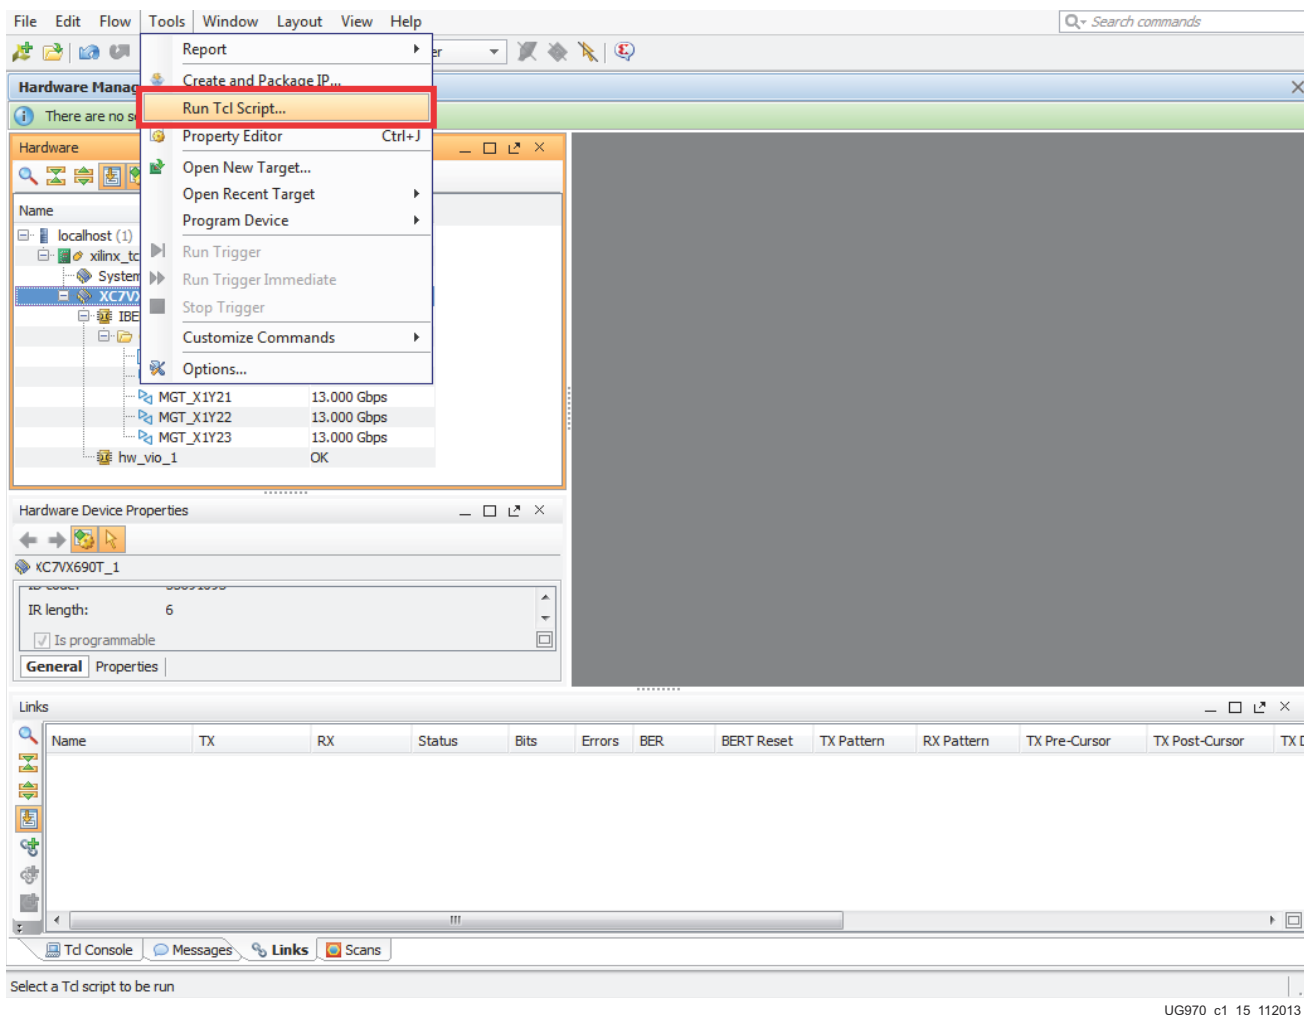 File Edit Flow Tools Window Layout View Help
Search commands
Report
er
Hardware Manag
Create and Package IP...
There are no s
Run Tcl Script...
Property Editor Ctrl+J
Hardware
Open New Target...
Open Recent Target
Name
Program Device
localhost (1)
Run Trigger
xilinx_tc
System
Run Trigger Immediate
XC7VX
Stop Trigger
IBE
Customize Commands
Options...
MGT_X1Y21 13.000 Gbps
MGT_X1Y22 13.000 Gbps
MGT_X1Y23 13.000 Gbps
hw_vio_1 OK
Hardware Device Properties
XC7VX690T_1
IR length: 6
Is programmable
General Properties
Links
Name TX RX Status Bits Errors BER BERT Reset TX Pattern RX Pattern TX Pre-Cursor TX Post-Cursor TX D
Tcl Console Messages Links Scans
Select a Tcl script to be run
UG970_c1_15_112013